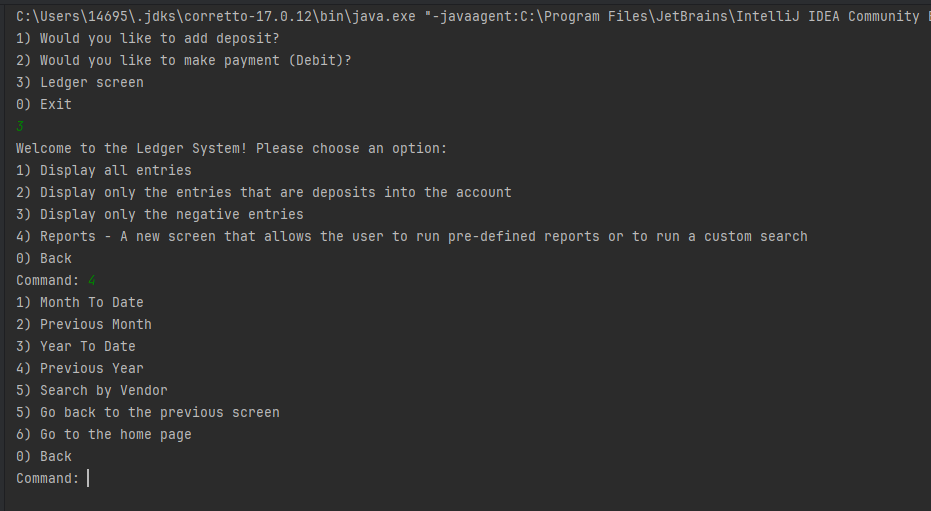 C:\Users\14695\.jdks\corretto-17.0.12\bin\java.exe "-javaagent:C:\Program Files\JetBrains\IntelliJ IDEA Community
1) Would you like to add deposit?
2) Would you like to make payment (Debit)?
3) Ledger screen
0) Exit
3
Welcome to the Ledger System! Please choose an option:
1) Display all entries
2) Display only the entries that are deposits into the account
3) Display only the negative entries
4) Reports - A new screen that allows the user to run pre-defined reports or to run a custom search
0) Back
Command: 4
1) Month To Date
2) Previous Month
3) Year To Date
4) Previous Year
5) Search by Vendor
5) Go back to the previous screen
6) Go to the home page
0) Back
Command: